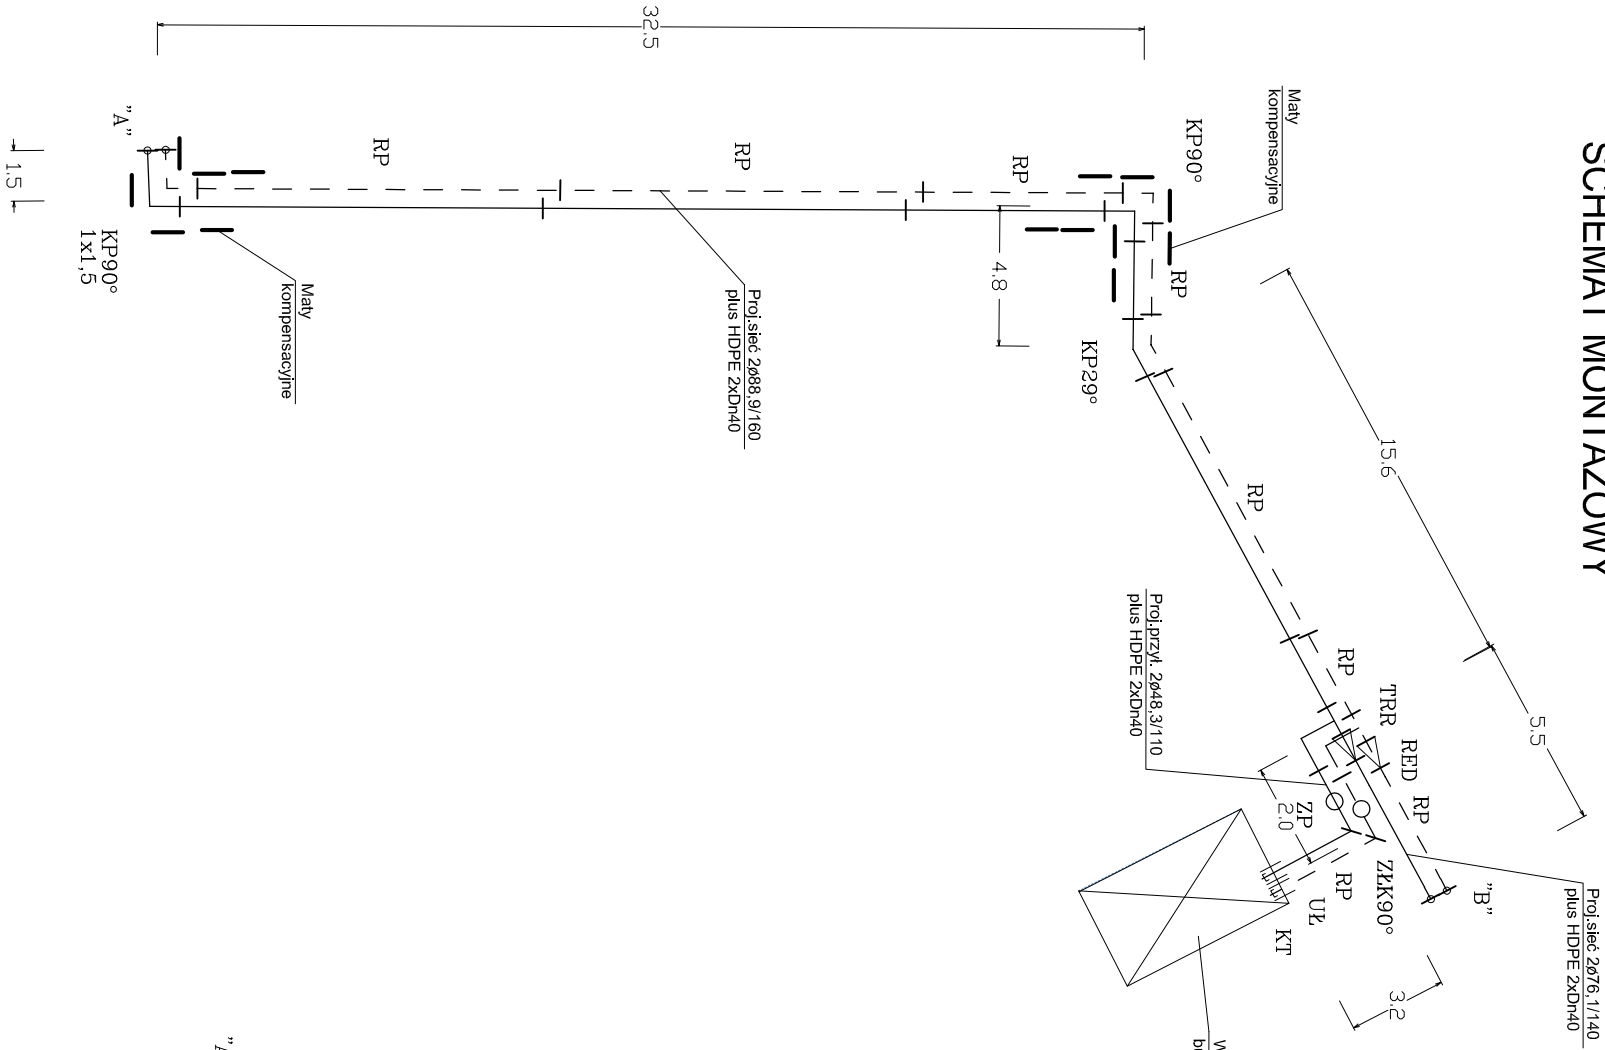 SCHEMAT MONTAŻOWY
32.5
"A"
1.5
KP90°
1x1,5
RP
RP
RP
KP90°
Maty
kompensacyjne
Maty
kompensacyjne
Proj.sieć 2ø88,9/160
plus HDPE 2xDn40
4.8
RP
KP29°
15.6
RP
5.5
RP
TRR
RED
RP
"B"
Proj.przył. 2ø48,3/110
plus HDPE 2xDn40
ZP
2.0
ZŁK90°
RP
UŁ
KT
3.2
Proj.sieć 2ø76,1/140
plus HDPE 2xDn40